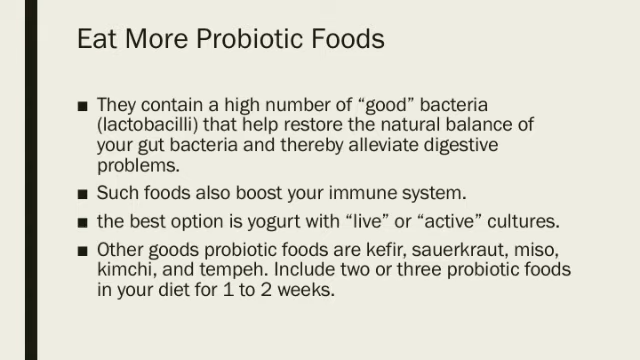 Eat More Probiotic Foods
■ They contain a high number of “good” bacteria
(lactobacilli) that help restore the natural balance of
your gut bacteria and thereby alleviate digestive
problems.
■ Such foods also boost your immune system.
■ the best option is yogurt with “live” or “active” cultures.
■ Other goods probiotic foods are kefir, sauerkraut, miso,
kimchi, and tempeh. Include two or three probiotic foods
in your diet for 1 to 2 weeks.